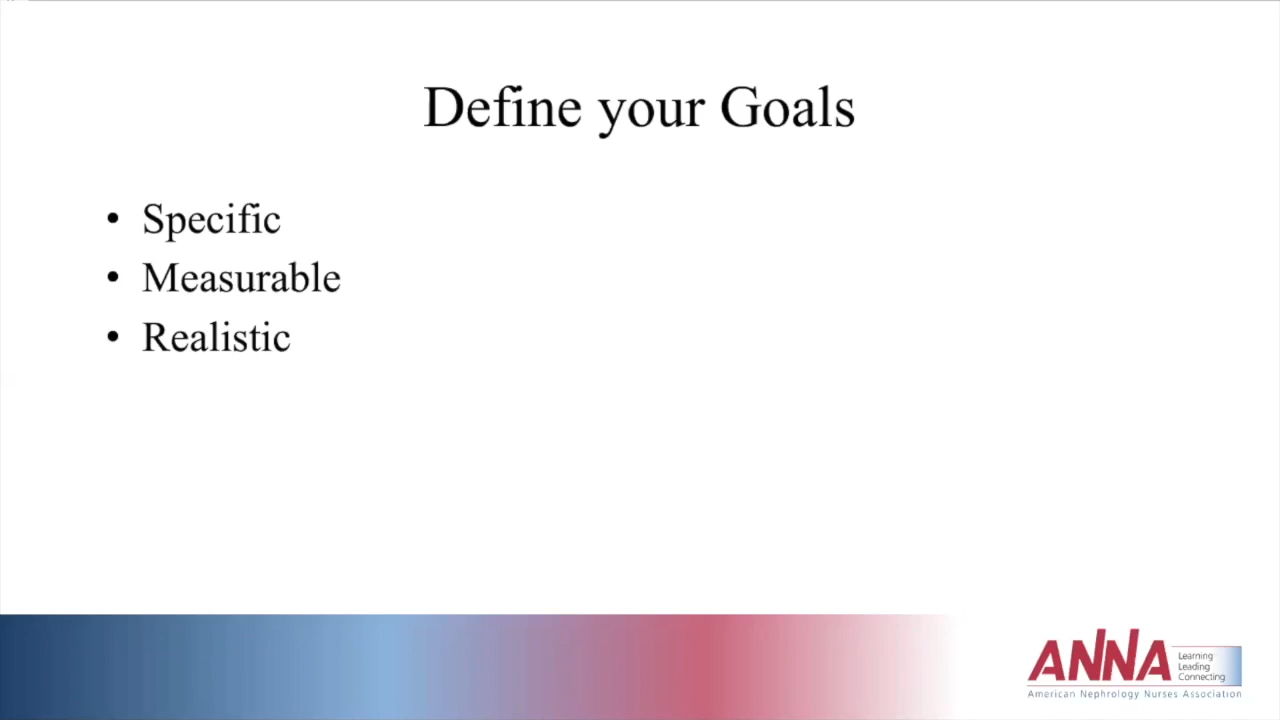 Define your Goals
• Specific
• Measurable
• Realistic
ANNA
Learning
Leading
Connecting
American Nephrology Nurses Association